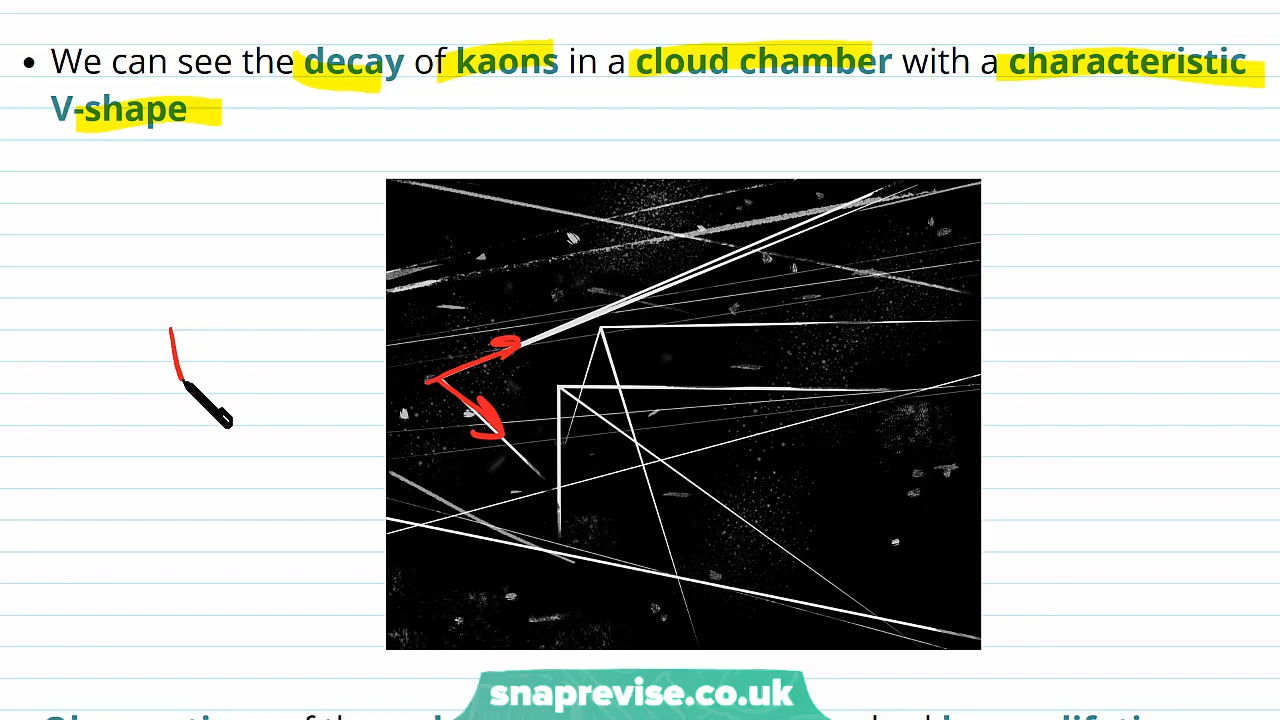 • We can see the decay of kaons in a cloud chamber with a characteristic
V-shape
snaprevise.co.uk